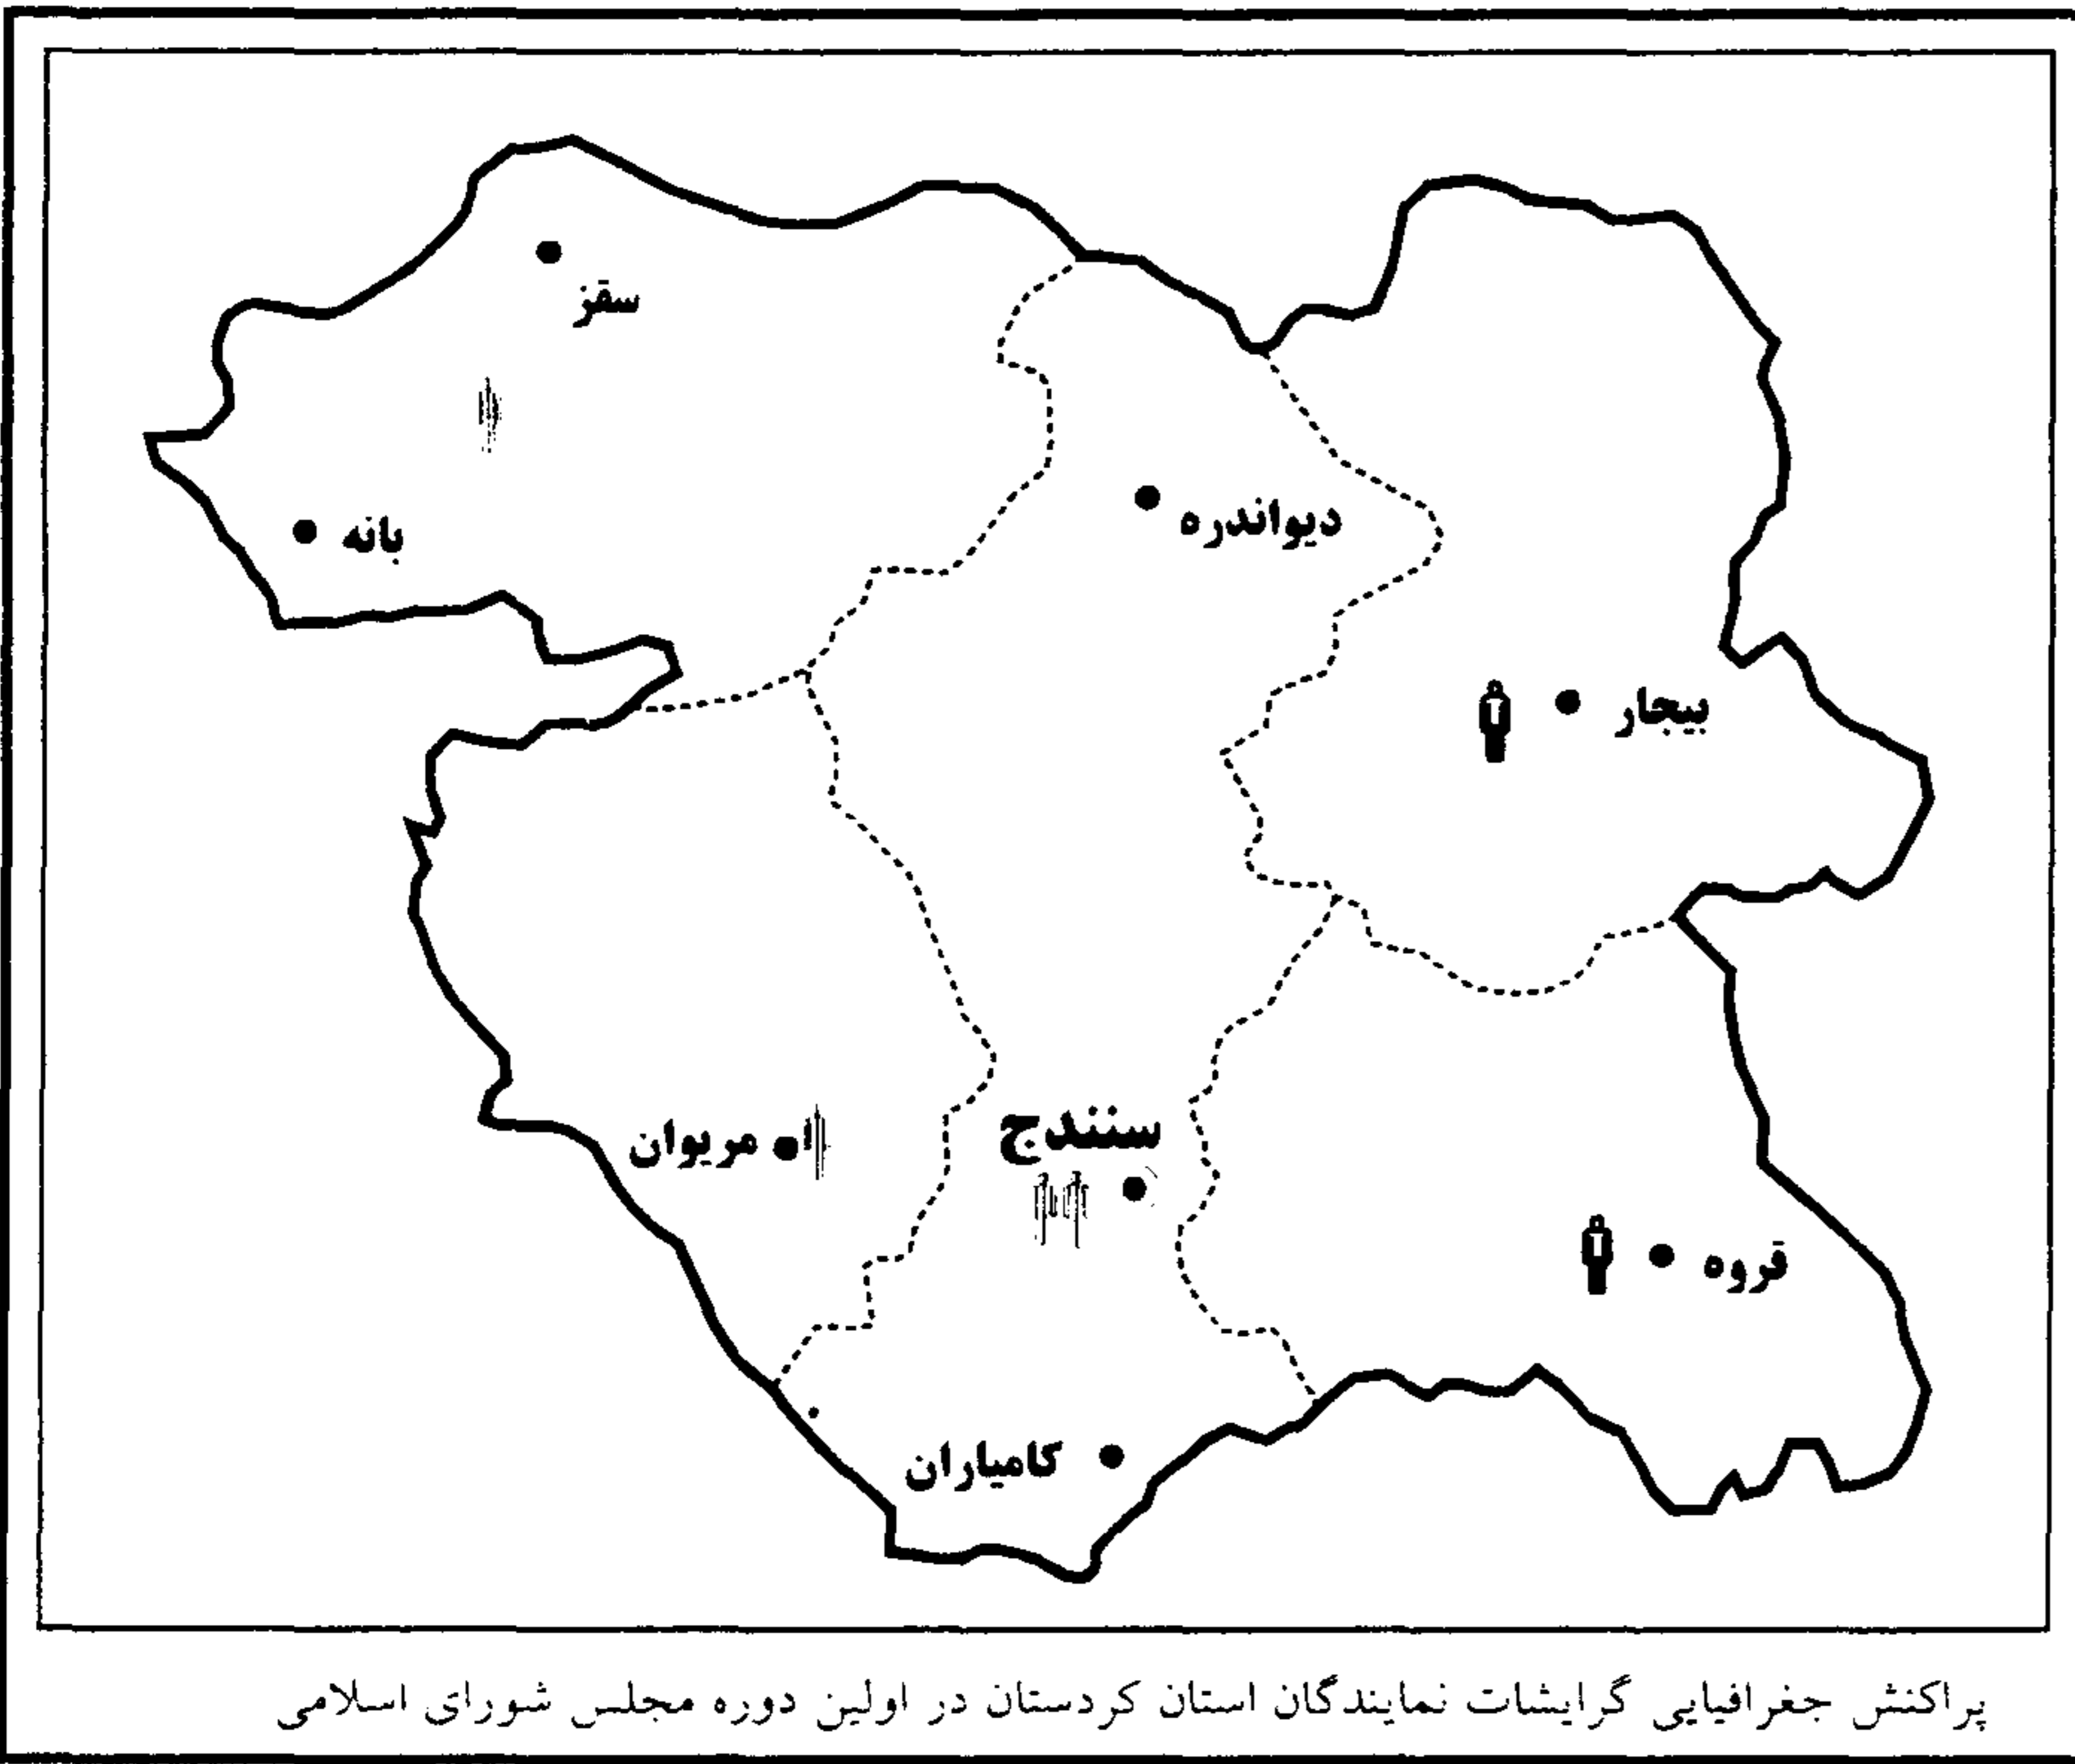 سقز
بانه
دیواندره
بیجار
سنندج
مریوان
قروه
کامیاران
پراکنش جغرافیایی گرایشات نمایندگان استان کردستان در اولین دوره مجلس شورای اسلامی